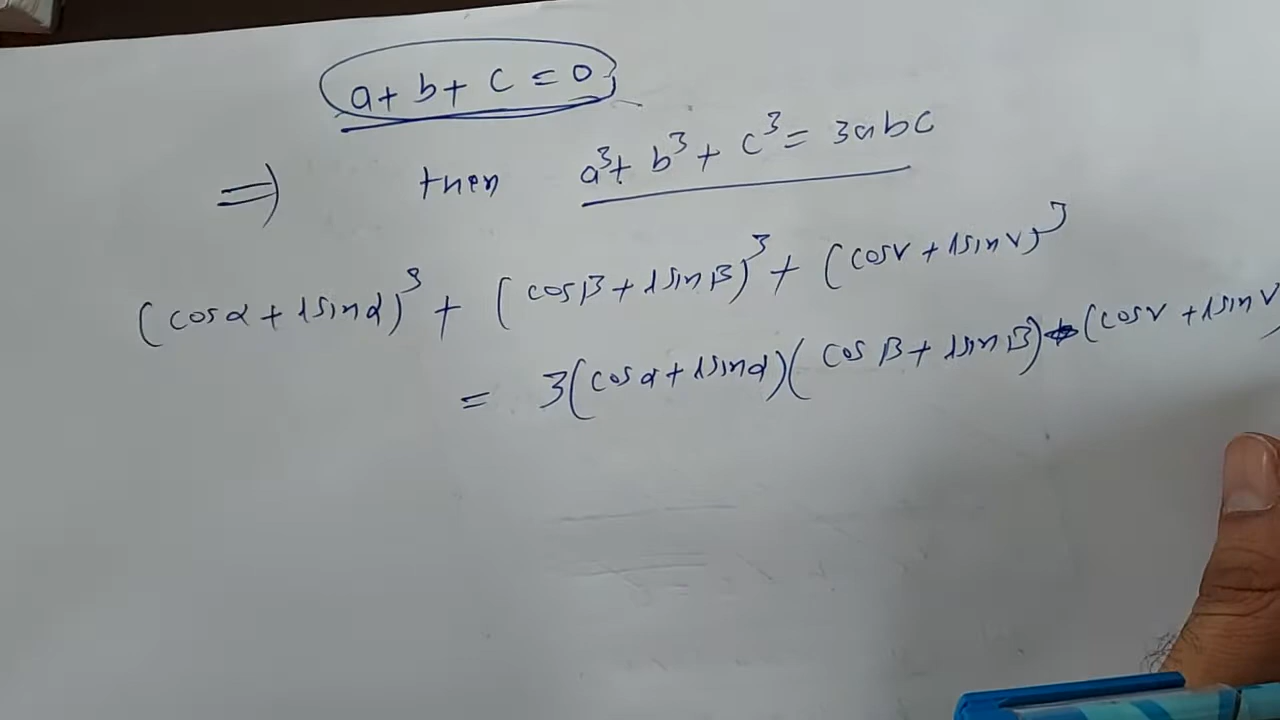 a + b + c = 0
⇒ then a³ + b³ + c³ = 3abc
(cosα + isinα)³ + (cosβ + isinβ)³ + (cosγ + isinγ)³
= 3(cosα + isinα)(cosβ + isinβ)(cosγ + isinγ)